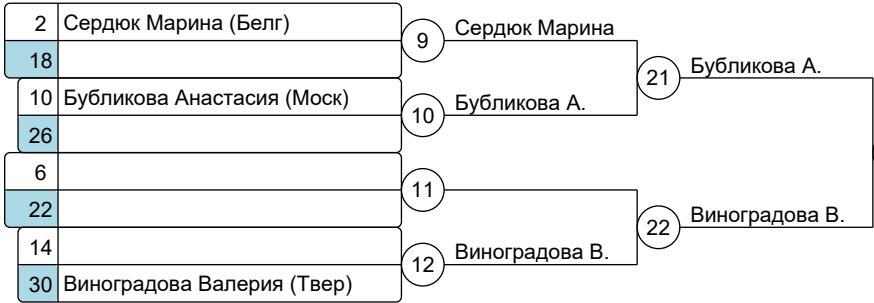 2 Сердюк Марина (Белг)
18
9 Сердюк Марина
10 Бубликова Анастасия (Моск)
26
10 Бубликова А.
21 Бубликова А.
6
22
11
14
30 Виноградова Валерия (Твер)
12 Виноградова В.
22 Виноградова В.